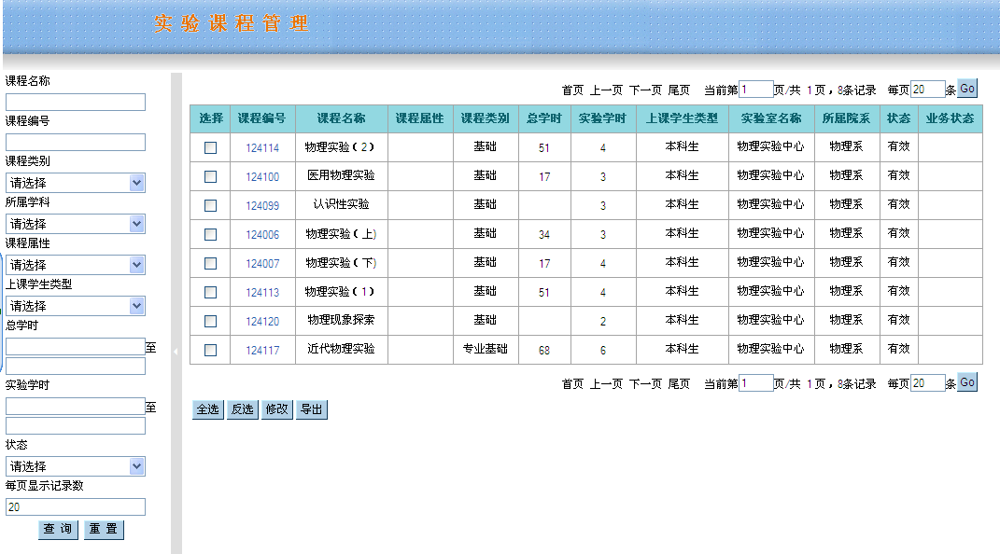 实验课程管理
课程名称
课程编号
课程类别
请选择
所属学科
请选择
课程属性
请选择
上课学生类型
请选择
总学时
至
实验学时
至
状态
请选择
每页显示记录数
20
查 询 重 置
首页 上一页 下一页 尾页 当前第 1 页/共 1页，8条记录 每页 20 条 Go
选择 课程编号 课程名称 课程属性 课程类别 总学时 实验学时 上课学生类型 实验室名称 所属院系 状态 业务状态
124114 物理实验（2） 基础 51 4 本科生 物理实验中心 物理系 有效
124100 医用物理实验 基础 17 3 本科生 物理实验中心 物理系 有效
124099 认识性实验 基础 3 本科生 物理实验中心 物理系 有效
124006 物理实验（上) 基础 34 3 本科生 物理实验中心 物理系 有效
124007 物理实验（下) 基础 17 4 本科生 物理实验中心 物理系 有效
124113 物理实验（1） 基础 51 4 本科生 物理实验中心 物理系 有效
124120 物理现象探索 基础 2 本科生 物理实验中心 物理系 有效
124117 近代物理实验 专业基础 68 6 本科生 物理实验中心 物理系 有效
首页 上一页 下一页 尾页 当前第 1 页/共 1页，8条记录 每页 20 条 Go
全选 反选 修改 导出